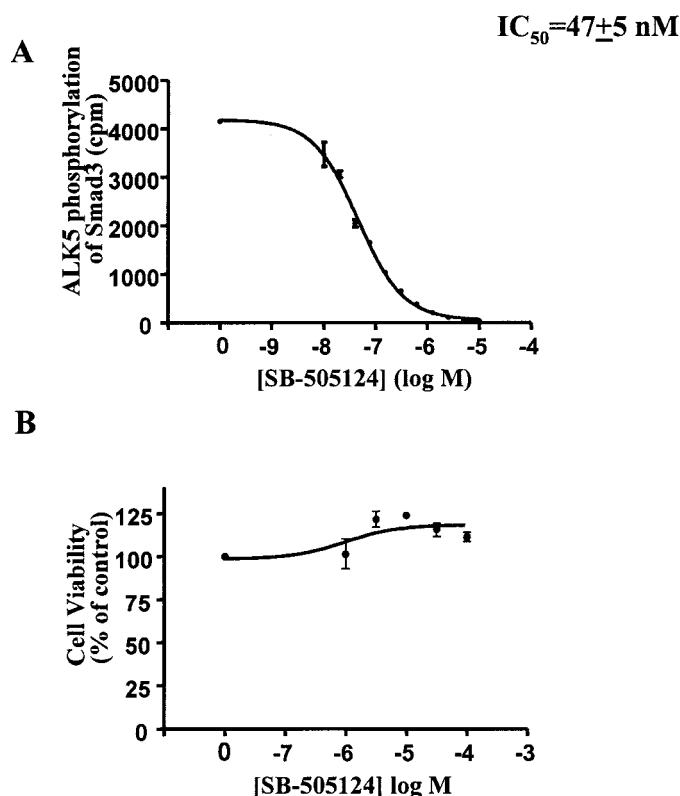 IC50=47±5 nM
A
ALK5 phosphorylation
of Smad3 (cpm)
5000
4000
3000
2000
1000
0
0 -9 -8 -7 -6 -5 -4
[SB-505124] (log M)
B
Cell Viability
(% of control)
125
100
75
50
25
0
0 -7 -6 -5 -4 -3
[SB-505124] log M